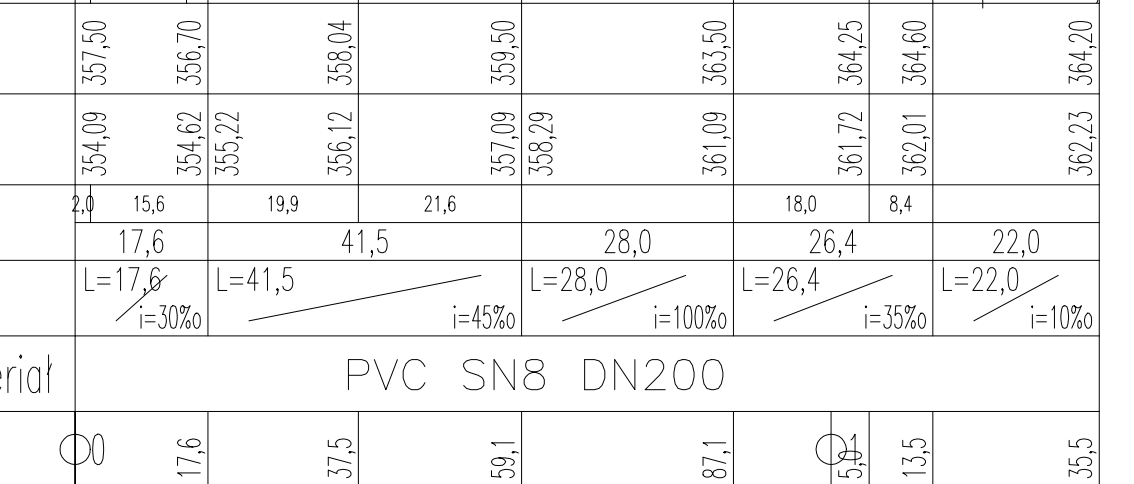 357,50 356,70 358,04 359,50 363,50 364,25 364,60 364,20
354,09 354,62 355,22 356,12 357,09 358,29 361,09 361,72 362,01 362,23
2,0 15,6 19,9 21,6 18,0 8,4
17,6 41,5 28,0 26,4 22,0
L=17,6 L=41,5 L=28,0 L=26,4 L=22,0
i=30‰ i=45‰ i=100‰ i=35‰ i=10‰
eriał PVC SN8 DN200
0 17,6 37,5 59,1 87,1 1 5,1 13,5 35,5